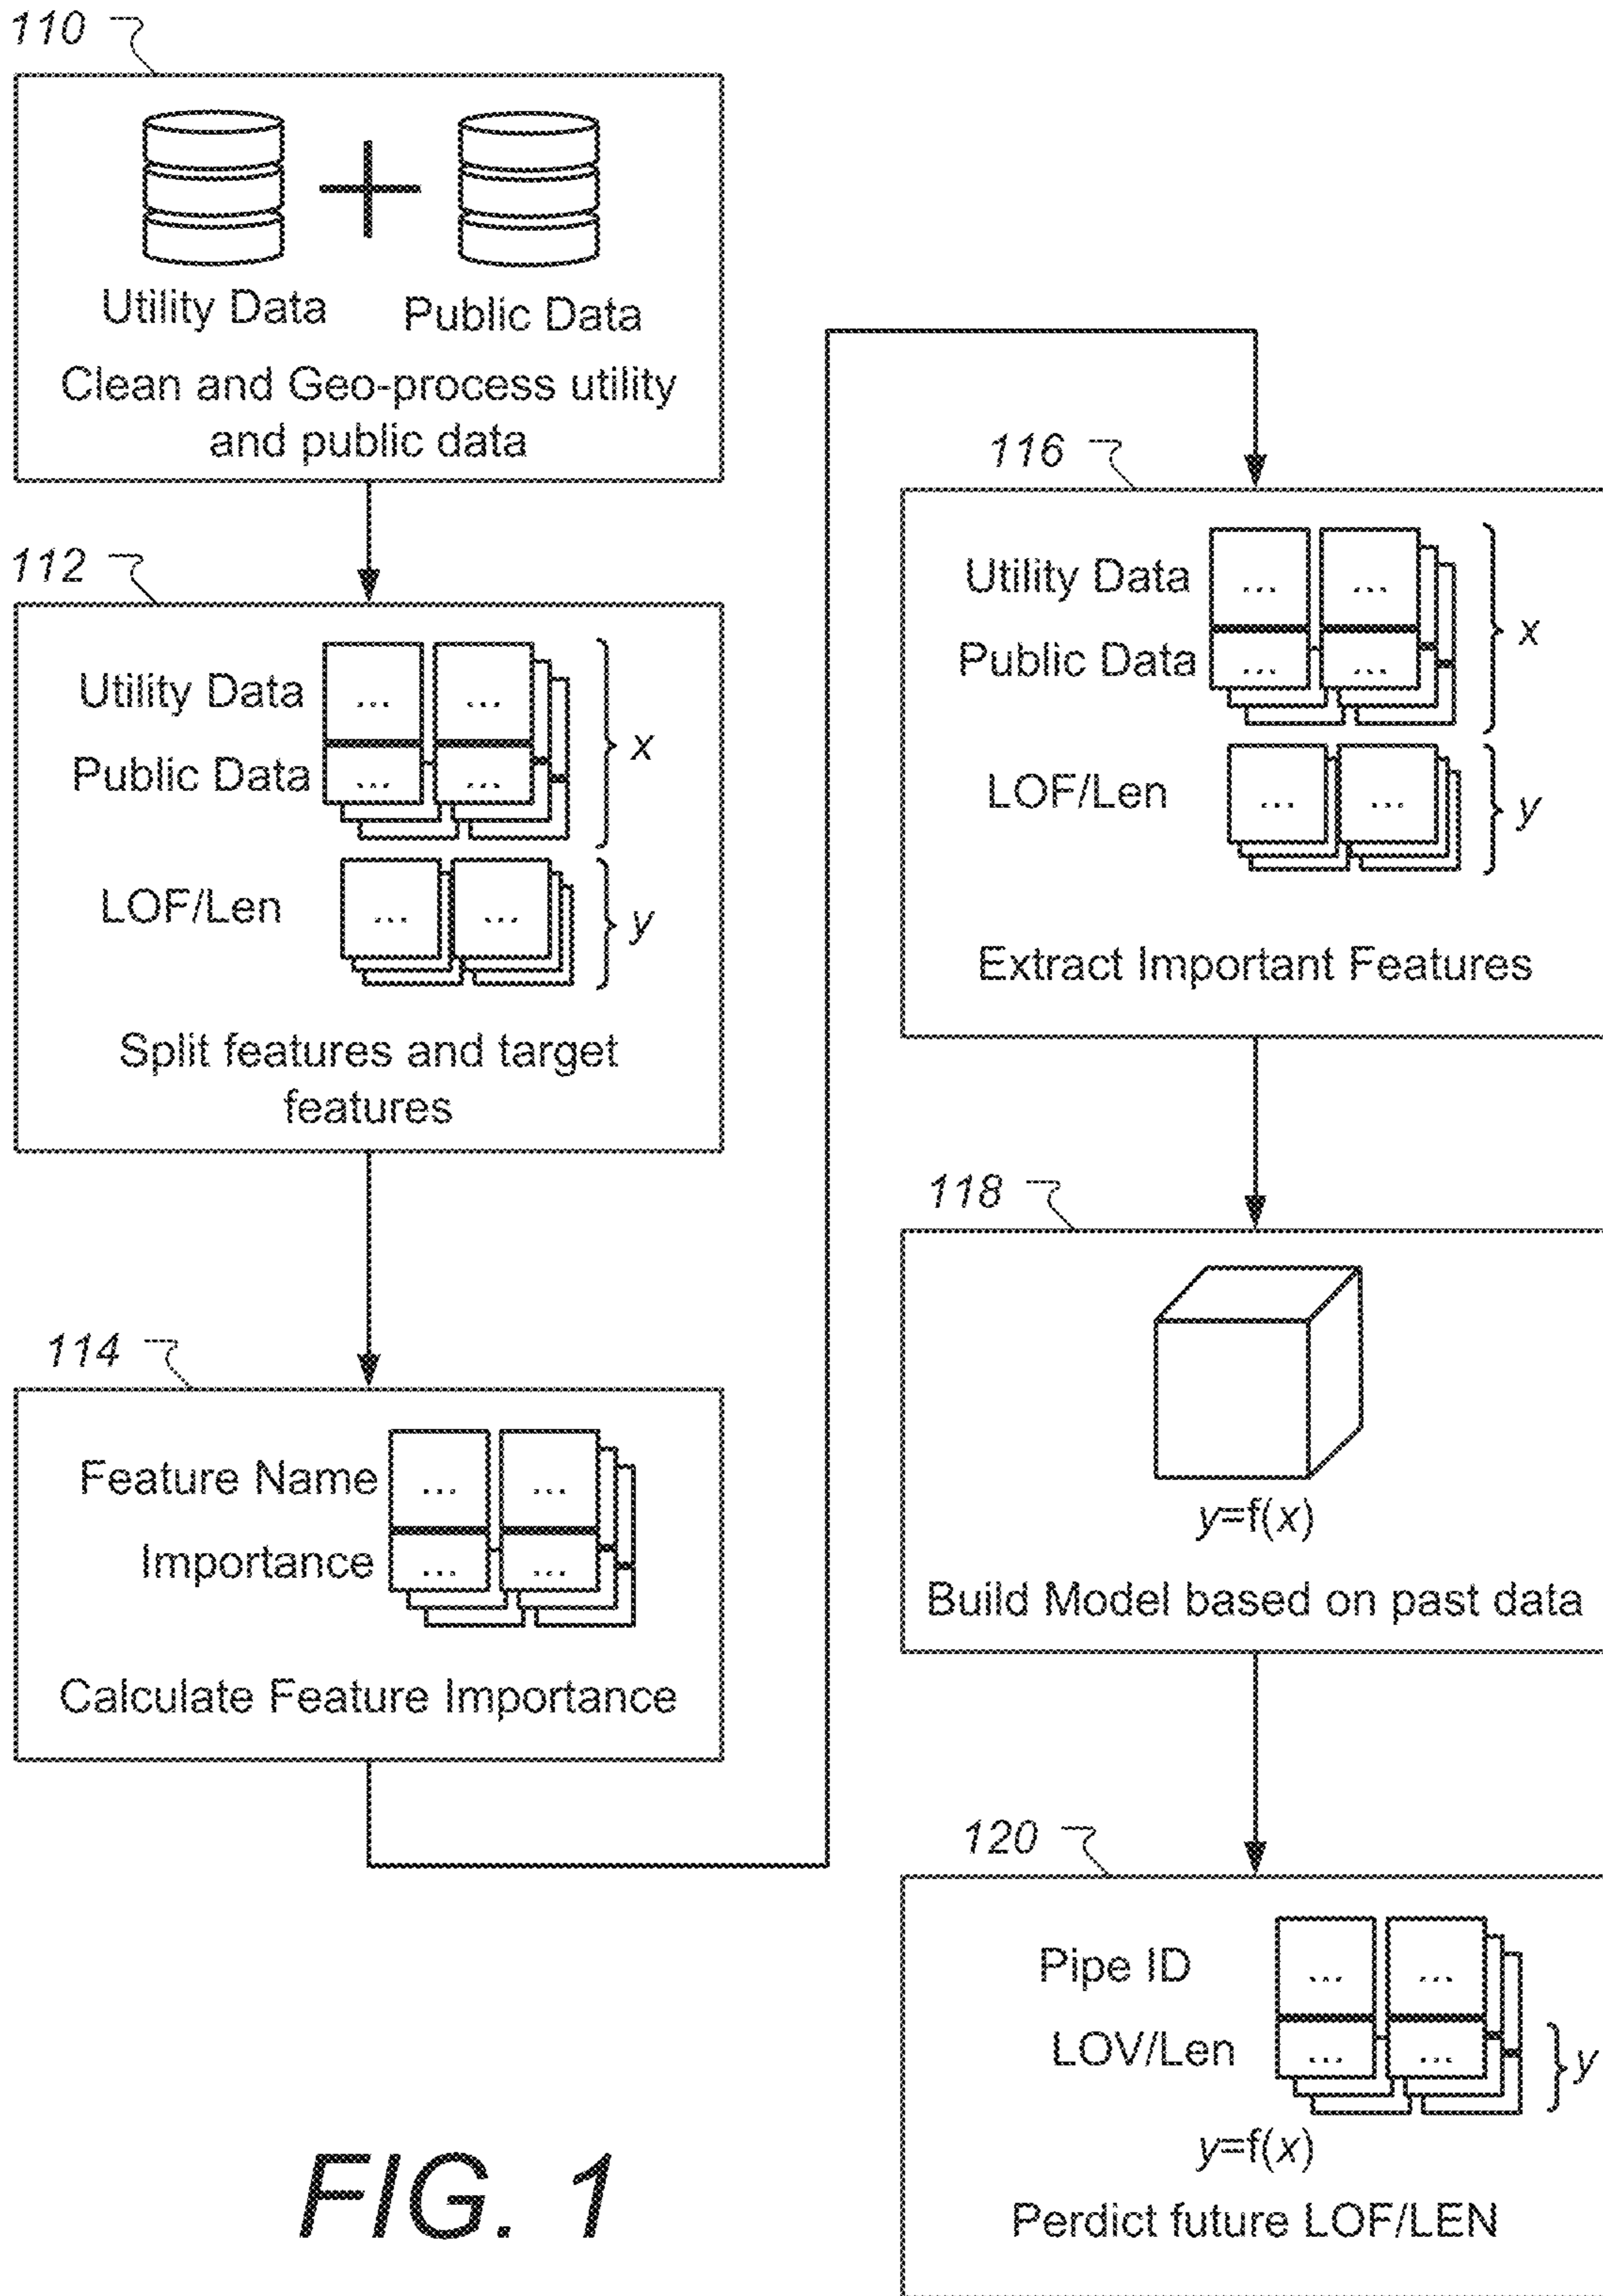 110
Utility Data
Public Data
Clean and Geo-process utility
and public data
112
Utility Data
... ...
Public Data
... ...
x
LOF/Len
... ...
y
Split features and target
features
114
Feature Name
... ...
Importance
... ...
Calculate Feature Importance
116
Utility Data
... ...
Public Data
... ...
x
LOF/Len
... ...
y
Extract Important Features
118
y=f(x)
Build Model based on past data
120
Pipe ID
... ...
LOV/Len
... ...
y
y=f(x)
Perdict future LOF/LEN
FIG. 1